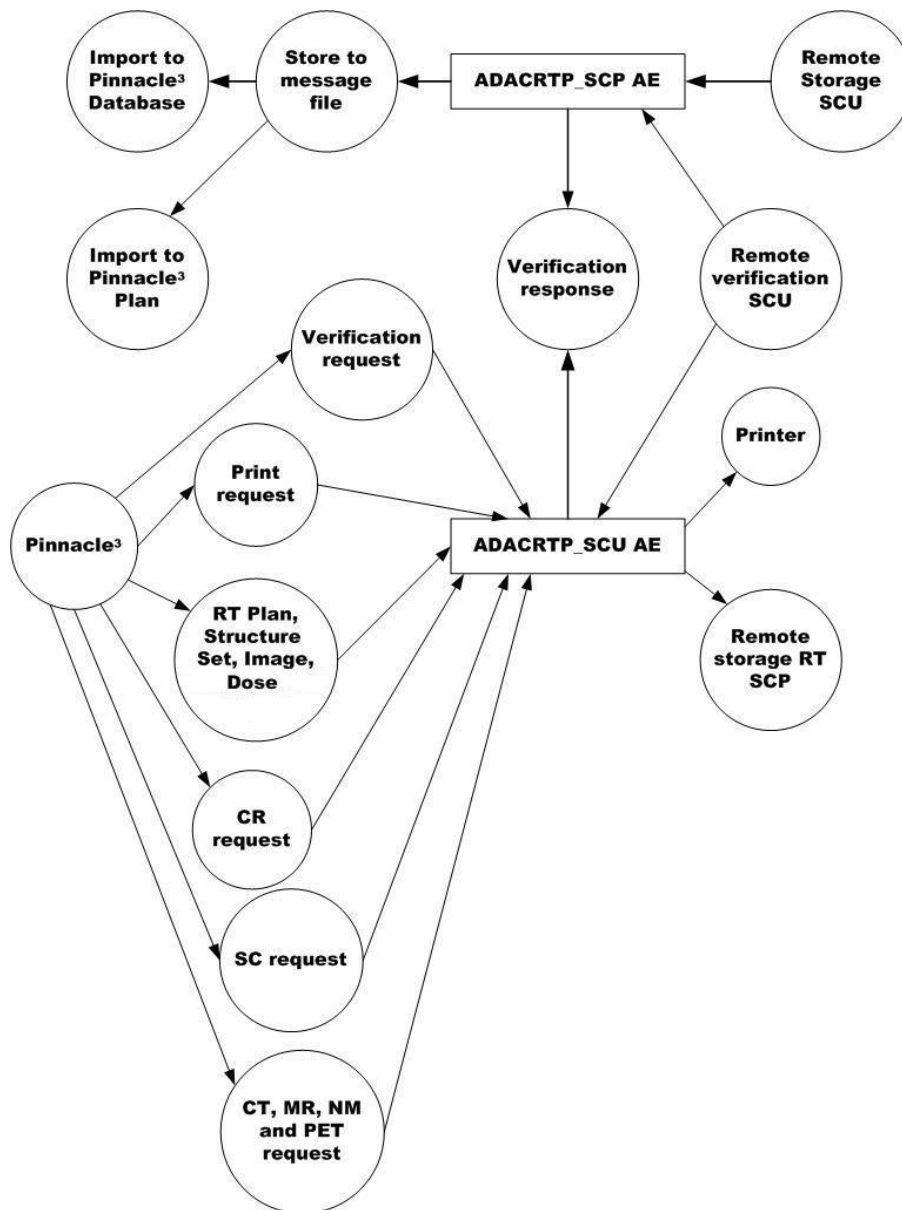 Import to
Pinnacle³
Database
Store to
message
file
ADACRTP_SCP AE
Remote
Storage
SCU
Import to
Pinnacle³
Plan
Verification
response
Remote
verification
SCU
Verification
request
Printer
Print
request
Pinnacle³
ADACRTP_SCU AE
RT Plan,
Structure
Set, Image,
Dose
Remote
storage RT
SCP
CR
request
SC request
CT, MR, NM
and PET
request